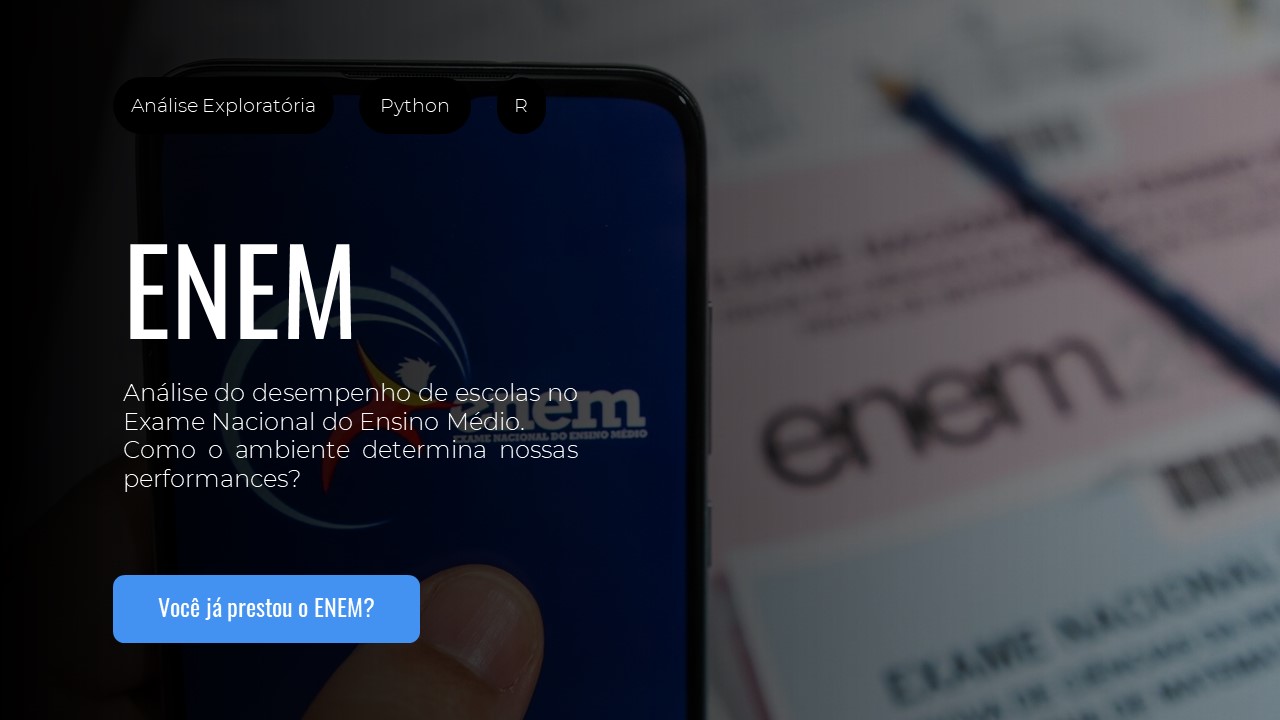 Análise Exploratória
Python
R
ENEM
Análise do desempenho de escolas no
Exame Nacional do Ensino Médio.
Como o ambiente determina nossas
performances?
enem
EXAME NACIONAL DO ENSINO MÉDIO
Você já prestou o ENEM?
enem
EXAME NACIONAL